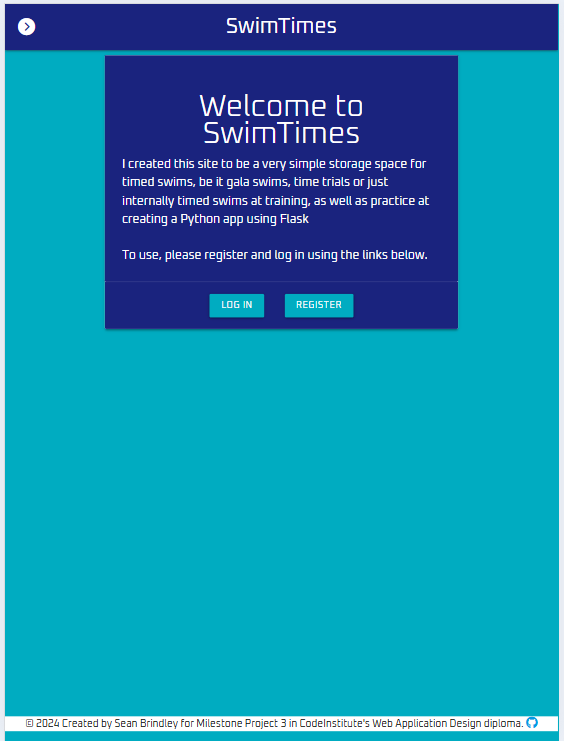 SwimTimes
Welcome to
SwimTimes
I created this site to be a very simple storage space for
timed swims, be it gala swims, time trials or just
internally timed swims at training, as well as practice at
creating a Python app using Flask
To use, please register and log in using the links below.
LOG IN REGISTER
© 2024 Created by Sean Brindley for Milestone Project 3 in CodeInstitute's Web Application Design diploma.